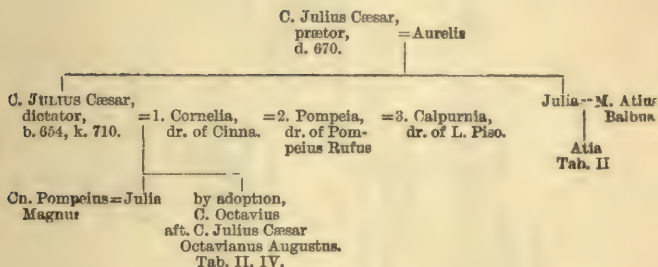 C. Julius Cæsar,
prætor, =Aurelia
d. 670.
C. JULIUS Cæsar, =1. Cornelia, =2. Pompeia, =3. Calpurnia, Julia=M. Atius
dictator, dr. of Cinna. dr. of Pom- dr. of L. Piso. Balbus
b. 654, k. 710. peius Rufus
Atia
Tab. II
Cn. Pompeius=Julia by adoption,
Magnus C. Octavius
aft. C. Julius Cæsar
Octavianus Augustus.
Tab. II. IV.